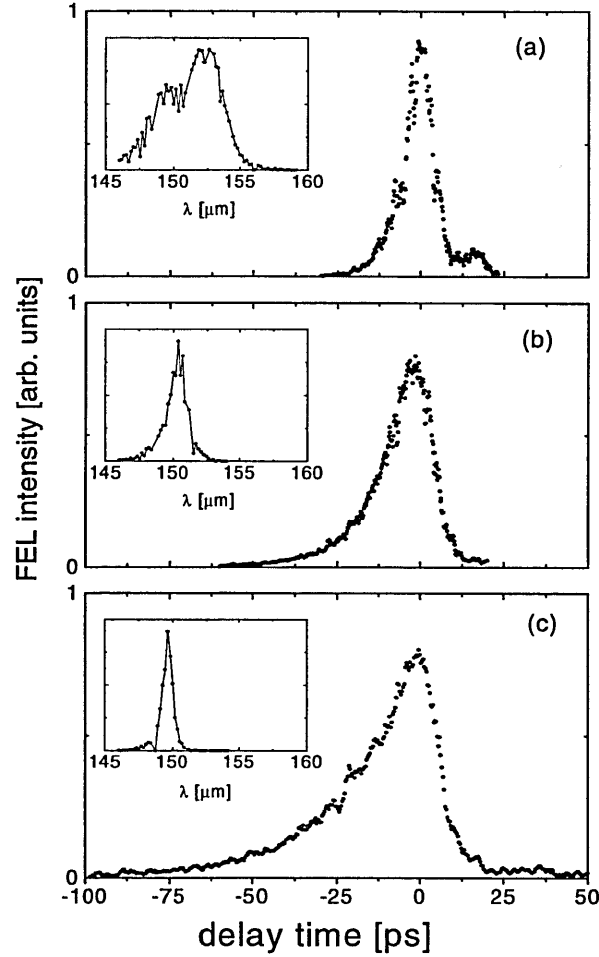 1
(a)
145 150 155 160
λ [µm]
0
1
(b)
145 150 155 160
λ [µm]
0
1
(c)
145 150 155 160
λ [µm]
0
-100 -75 -50 -25 0 25 50
delay time [ps]
FEL intensity [arb. units]